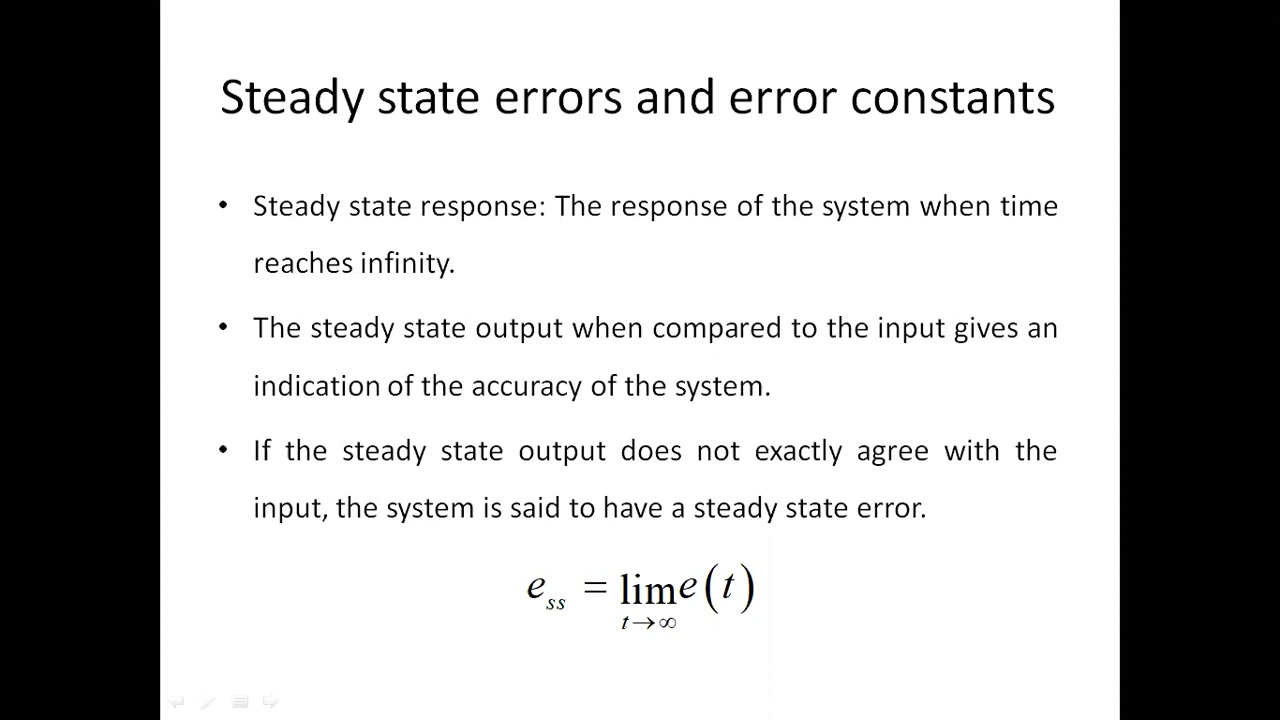 Steady state errors and error constants
• Steady state response: The response of the system when time
reaches infinity.
• The steady state output when compared to the input gives an
indication of the accuracy of the system.
• If the steady state output does not exactly agree with the
input, the system is said to have a steady state error.
e_ss = lim e(t)
t→∞